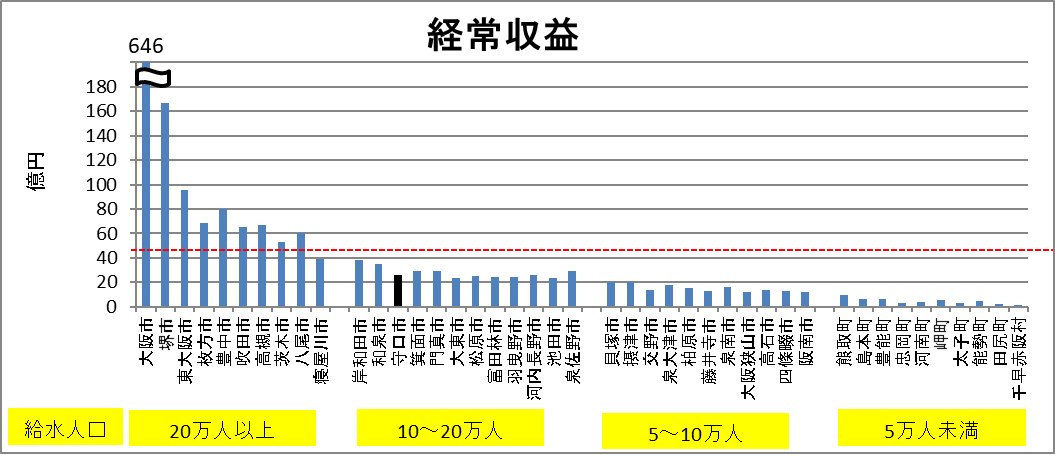 経常収益
646
億円
180
160
140
120
100
80
60
40
20
0
大阪市
堺市
東大阪市
枚方市
豊中市
吹田市
高槻市
茨木市
八尾市
寝屋川市
岸和田市
和泉市
守口市
箕面市
門真市
大東市
松原市
富田林市
羽曳野市
河内長野市
池田市
泉佐野市
貝塚市
摂津市
交野市
泉大津市
柏原市
藤井寺市
泉南市
大阪狭山市
高石市
四條畷市
阪南市
熊取町
島本町
豊能町
忠岡町
河南町
岬町
太子町
能勢町
田尻町
千早赤阪村
給水人口
20万人以上
10～20万人
5～10万人
5万人未満